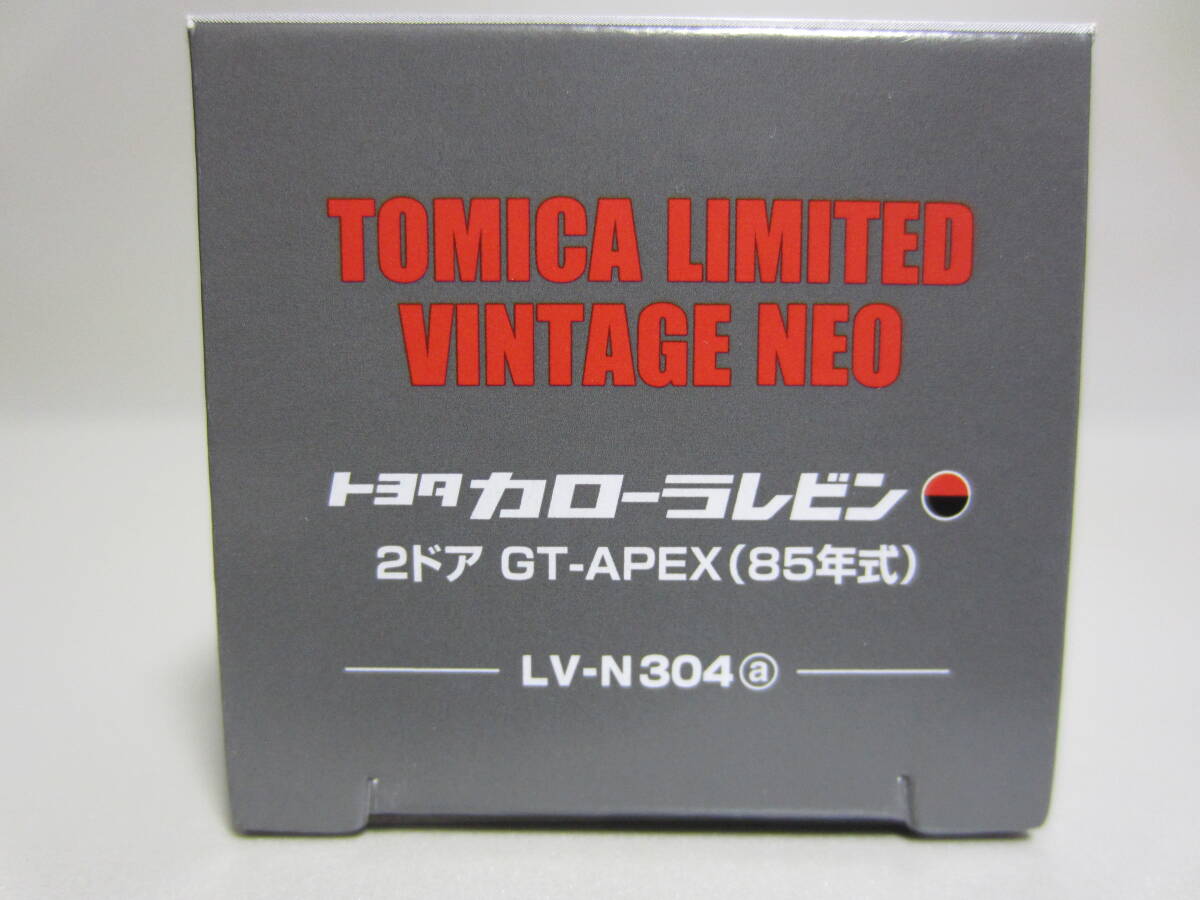 TOMICA LIMITED
VINTAGE NEO
トヨタ カローラレビン
2ドア GT-APEX(85年式)
LV-N304ⓐ